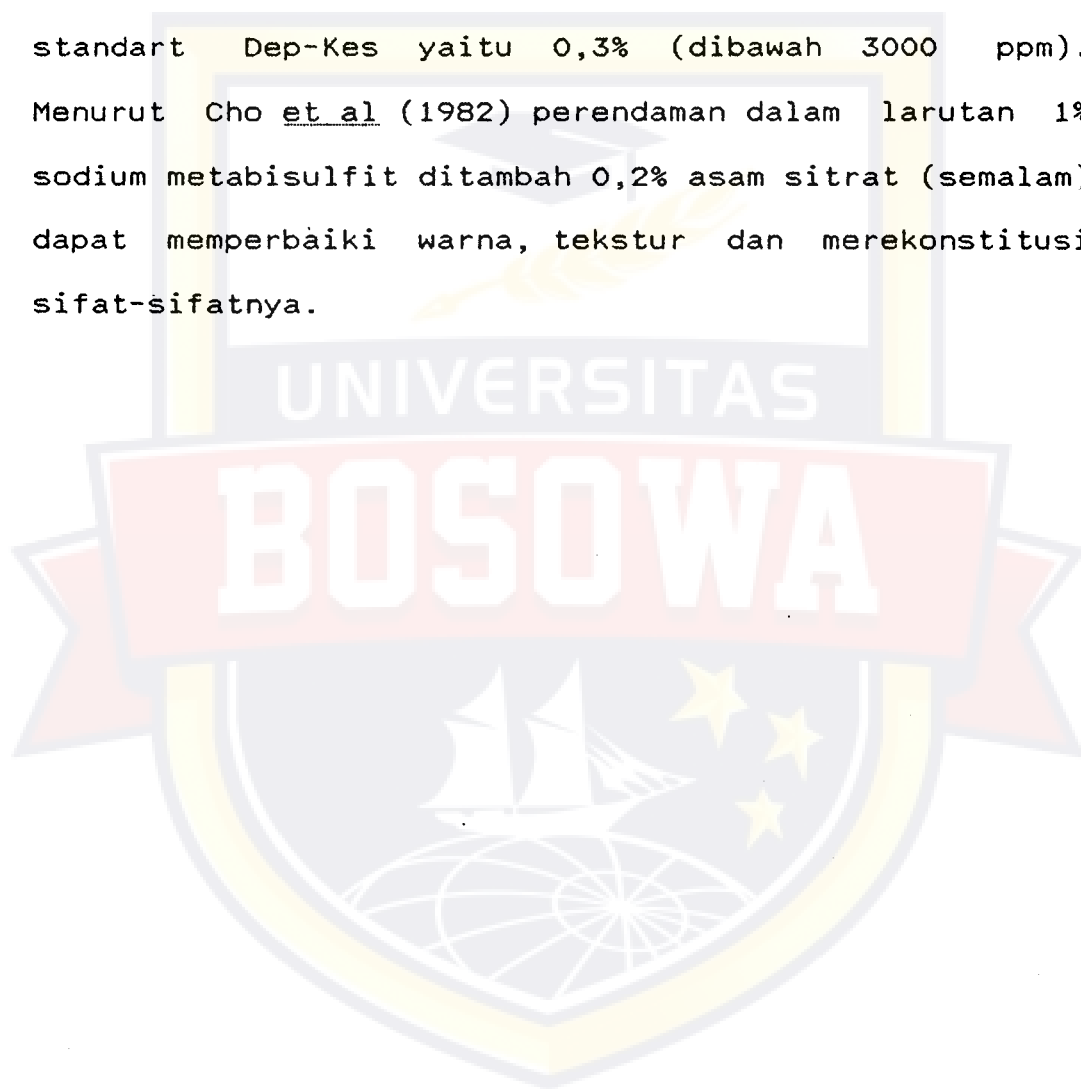 standart Dep-Kes yaitu 0,3% (dibawah 3000 ppm).
Menurut Cho et al (1982) perendaman dalam larutan 1%
sodium metabisulfit ditambah 0,2% asam sitrat (semalam)
dapat memperbaiki warna, tekstur dan merekonstitusi
sifat-sifatnya.
UNIVERSITAS
BOSOWA